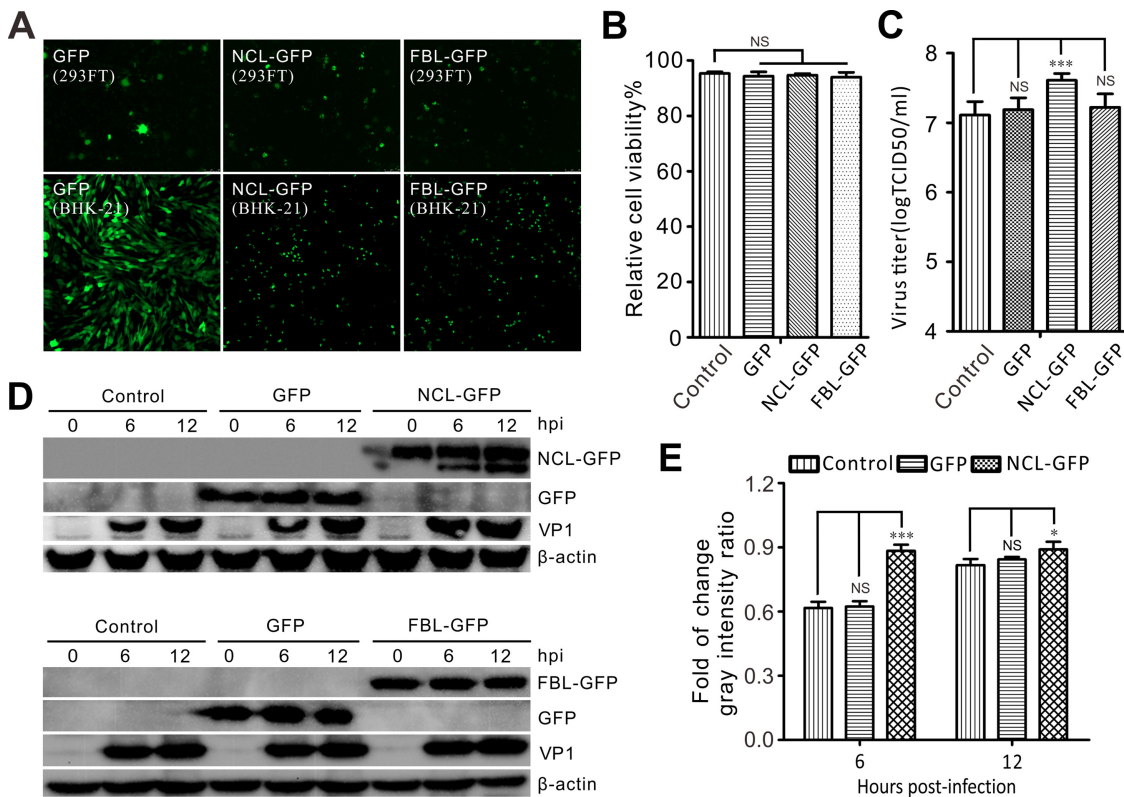 A
GFP
(293FT)
NCL-GFP
(293FT)
FBL-GFP
(293FT)
GFP
(BHK-21)
NCL-GFP
(BHK-21)
FBL-GFP
(BHK-21)
B
Relative cell viability%
100
80
60
40
20
0
NS
Control
GFP
NCL-GFP
FBL-GFP
C
Virus titer(logTCID50/ml)
8
7
6
5
4
NS
***
NS
Control
GFP
NCL-GFP
FBL-GFP
D
Control GFP NCL-GFP
0 6 12 0 6 12 0 6 12 hpi
NCL-GFP
GFP
VP1
β-actin
Control GFP FBL-GFP
0 6 12 0 6 12 0 6 12 hpi
FBL-GFP
GFP
VP1
β-actin
E
Control GFP NCL-GFP
Fold of change
gray intensity ratio
1.2
0.9
0.6
0.3
0.0
NS
***
NS
*
6 12
Hours post-infection